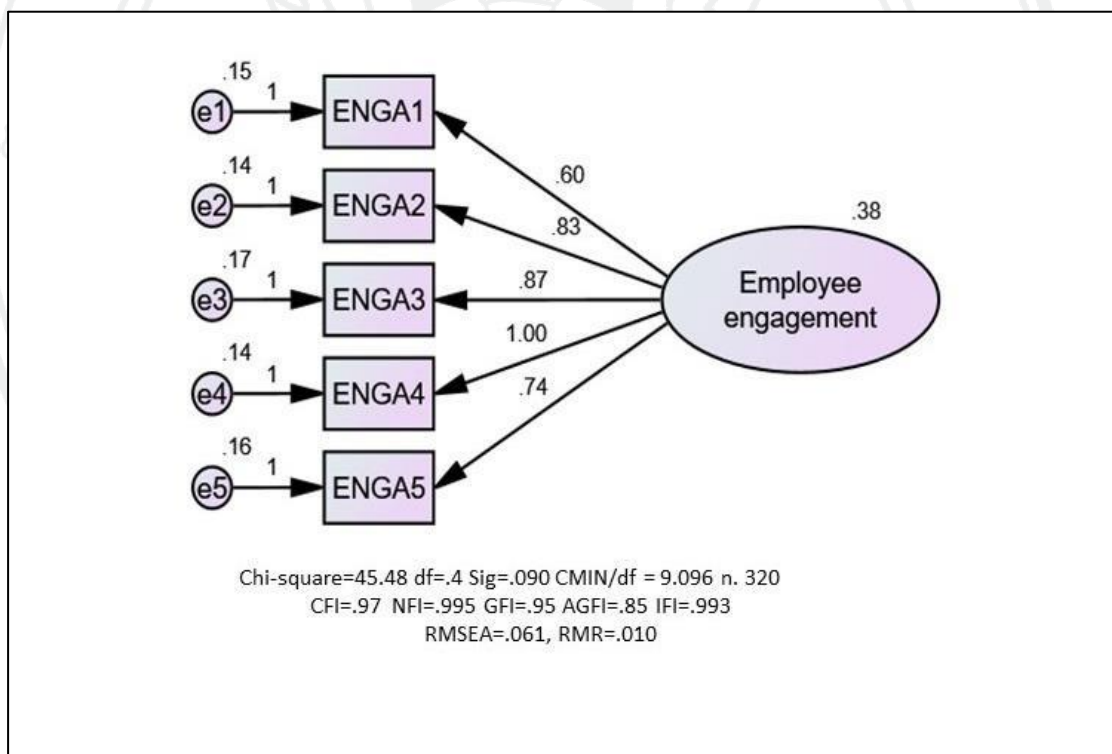 .15
1
e1
ENGA1
.60
.14
1
e2
ENGA2
.83
.38
.17
1
e3
ENGA3
.87
Employee
engagement
.14
1
e4
ENGA4
1.00
.16
1
e5
ENGA5
.74
Chi-square=45.48 df=.4 Sig=.090 CMIN/df = 9.096 n. 320
CFI=.97 NFI=.995 GFI=.95 AGFI=.85 IFI=.993
RMSEA=.061, RMR=.010